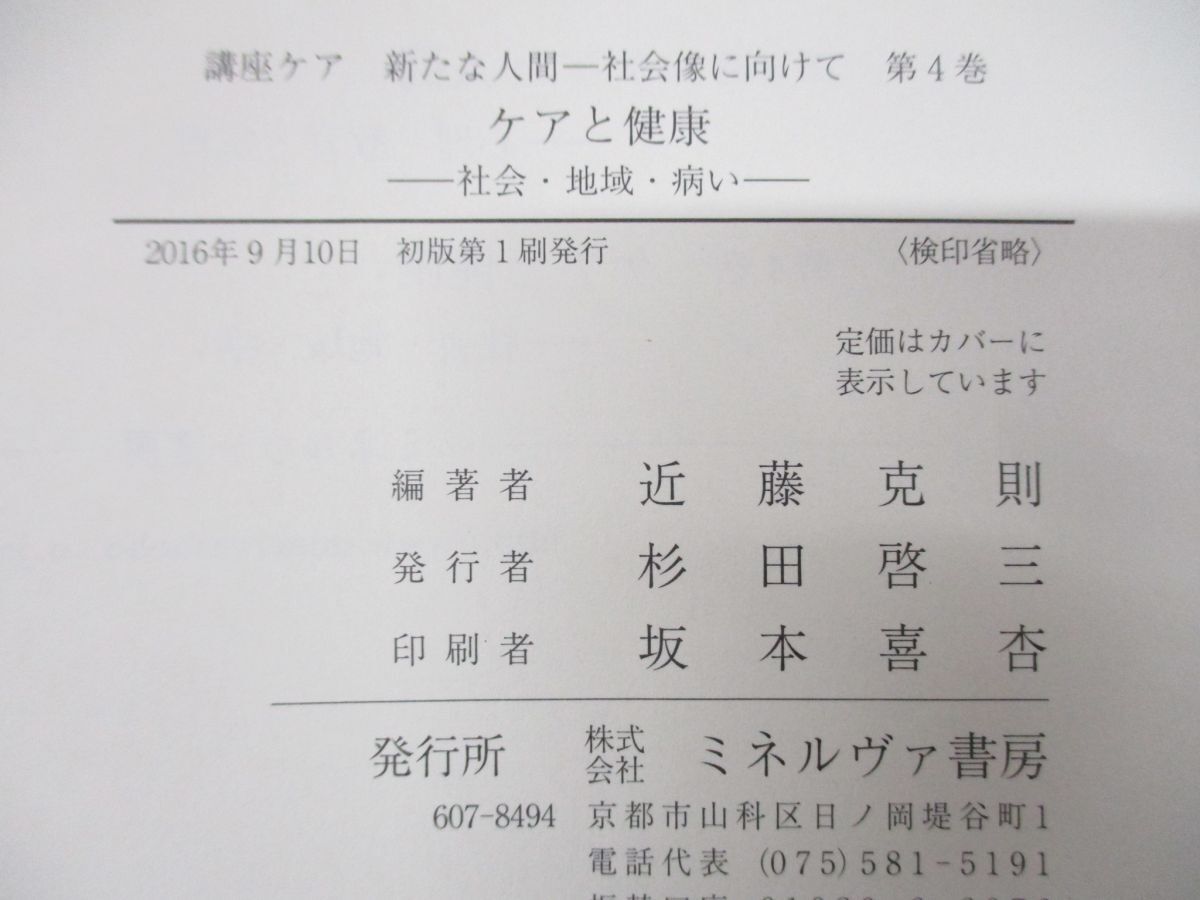 講座ケア　新たな人間―社会像に向けて　第4巻
ケアと健康
――社会・地域・病い――
2016年9月10日　初版第1刷発行　〈検印省略〉
定価はカバーに
表示しています
編著者　近藤克則
発行者　杉田啓三
印刷者　坂本喜杏
発行所　株式会社　ミネルヴァ書房
607-8494　京都市山科区日ノ岡堤谷町1
電話代表　(075)581-5191